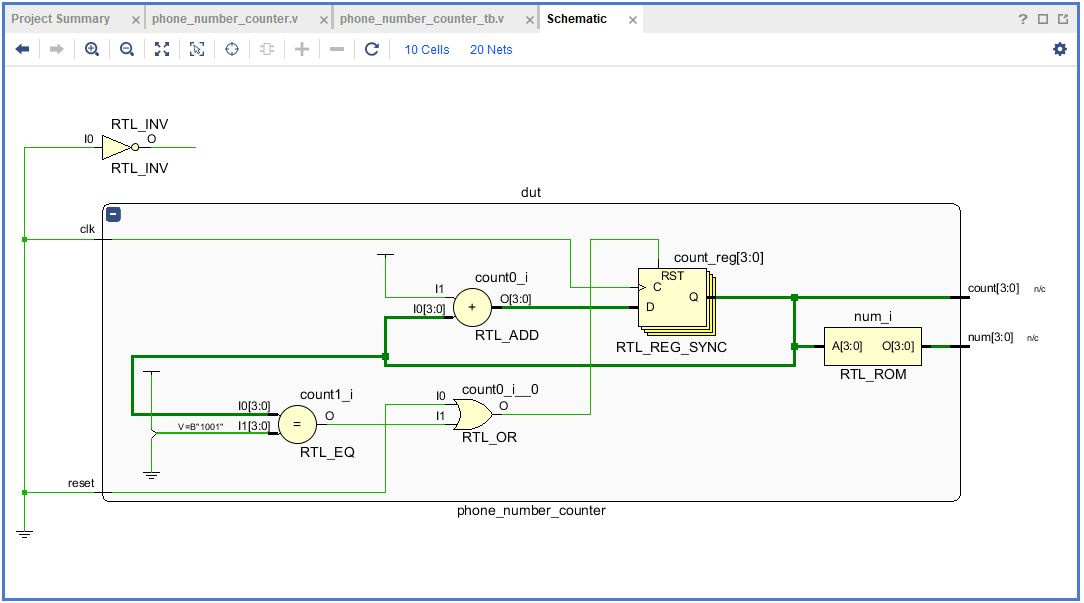 Project Summary × phone_number_counter.v × phone_number_counter_tb.v × Schematic × ?
10 Cells 20 Nets
RTL_INV
I0 O
RTL_INV
dut
clk
count_reg[3:0]
RST
count0_i
I1 C
O[3:0] Q count[3:0] n/c
I0[3:0] + D
num_i
RTL_ADD
num[3:0] n/c
RTL_REG_SYNC A[3:0] O[3:0]
RTL_ROM
count1_i count0_i__0
I0[3:0] I0 O
O I1
V=B"1001" I1[3:0] =
RTL_OR
RTL_EQ
reset
phone_number_counter